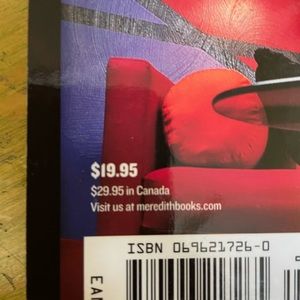 $19.95
$29.95 in Canada
Visit us at meredithbooks.com
ISBN 069621726-0